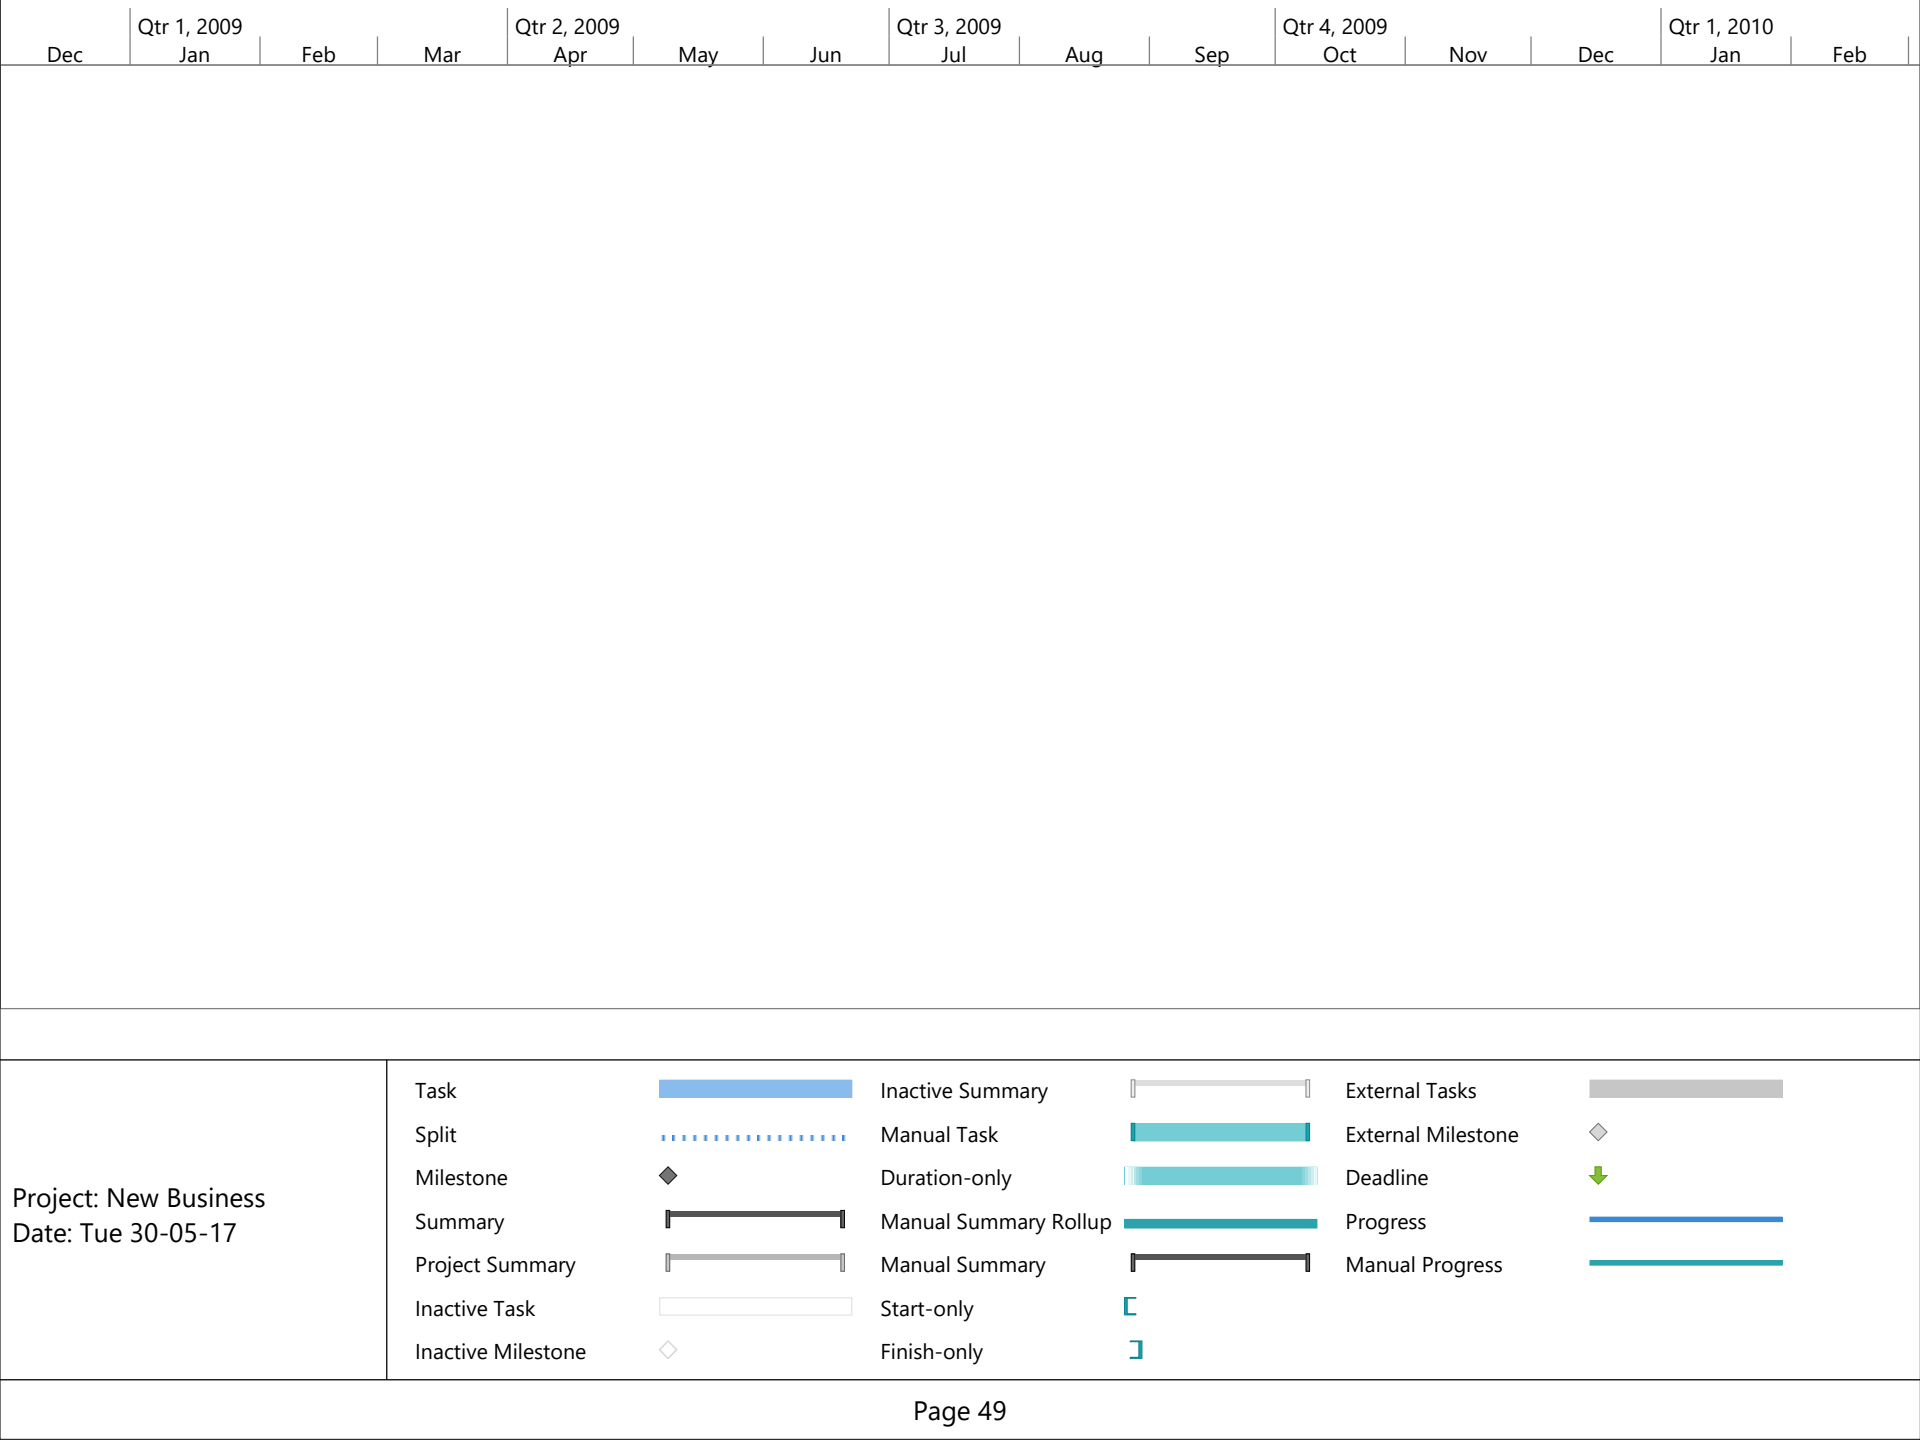 Qtr 1, 2009 Qtr 2, 2009 Qtr 3, 2009 Qtr 4, 2009 Qtr 1, 2010
Dec Jan Feb Mar Apr May Jun Jul Aug Sep Oct Nov Dec Jan Feb
Project: New Business
Date: Tue 30-05-17
Task
Split
Milestone
Summary
Project Summary
Inactive Task
Inactive Milestone
Inactive Summary
Manual Task
Duration-only
Manual Summary Rollup
Manual Summary
Start-only
Finish-only
External Tasks
External Milestone
Deadline
Progress
Manual Progress
Page 49